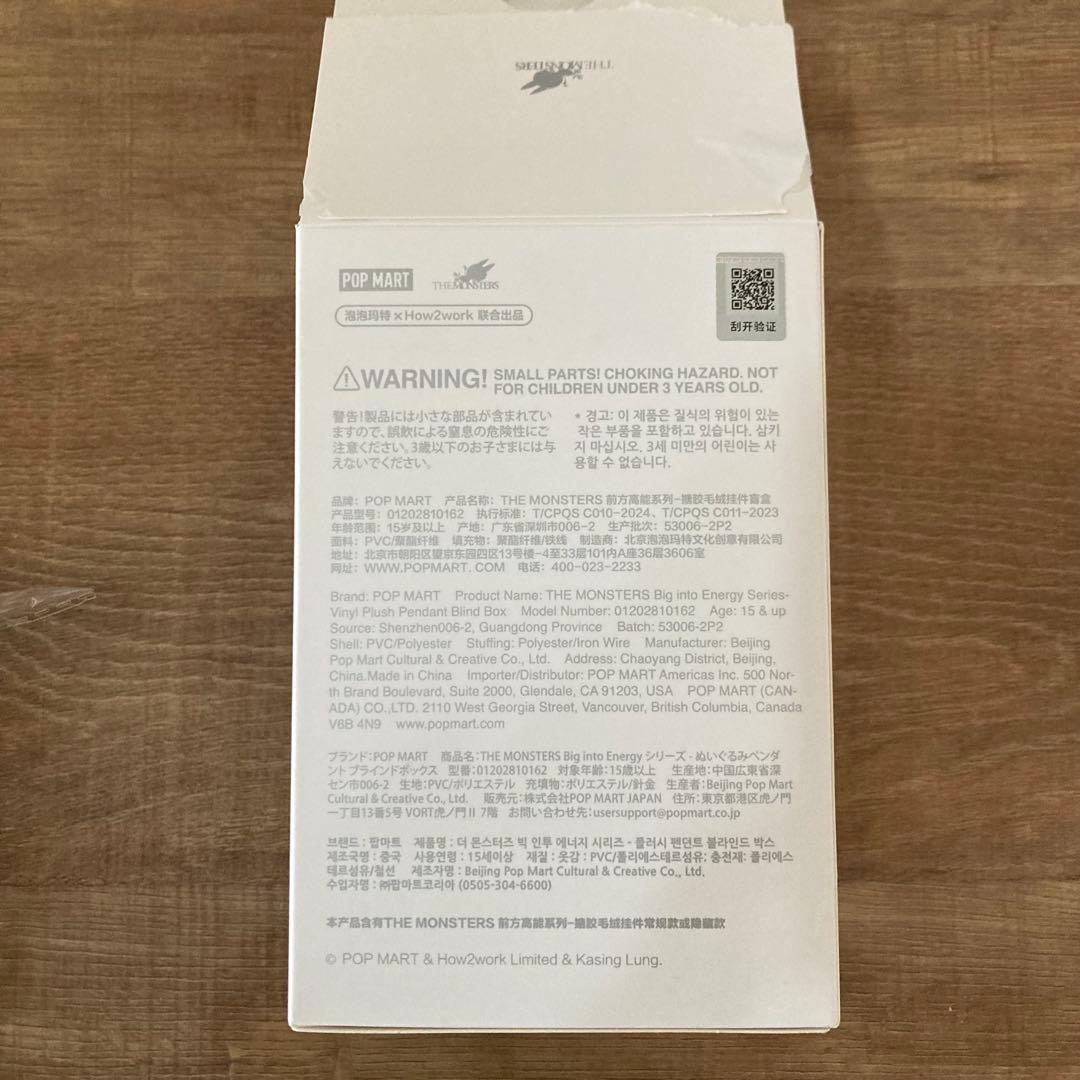 THE MONSTERS
POP MART
THE MONSTERS
泡泡玛特×How2work 联合出品
刮开验证
WARNING! SMALL PARTS! CHOKING HAZARD. NOT
FOR CHILDREN UNDER 3 YEARS OLD.
警告!製品には小さな部品が含まれてい
ますので、誤飲による窒息の危険性にご
注意ください。3歳以下のお子さまには与
えないでください。
* 경고: 이 제품은 질식의 위험이 있는
작은 부품을 포함하고 있습니다. 삼키
지 마십시오. 3세 미만의 어린이는 사
용할 수 없습니다.
品牌: POP MART 产品名称: THE MONSTERS 前方高能系列-搪胶毛绒挂件盲盒
产品型号: 01202810162 执行标准: T/CPQS C010-2024、T/CPQS C011-2023
年龄范围: 15岁及以上 产地: 广东省深圳市006-2 生产批次: 53006-2P2
面料: PVC/聚酯纤维 填充物: 聚酯纤维/铁线 制造商: 北京泡泡玛特文化创意有限公司
地址: 北京市朝阳区望京东园四区13号楼-4至33层101内A座36层3606室
网址: WWW.POPMART.COM 电话: 400-023-2233
Brand: POP MART Product Name: THE MONSTERS Big into Energy Series-
Vinyl Plush Pendant Blind Box Model Number: 01202810162 Age: 15 & up
Source: Shenzhen006-2, Guangdong Province Batch: 53006-2P2
Shell: PVC/Polyester Stuffing: Polyester/Iron Wire Manufacturer: Beijing
Pop Mart Cultural & Creative Co., Ltd. Address: Chaoyang District, Beijing,
China.Made in China Importer/Distributor: POP MART Americas Inc. 500 Nor-
th Brand Boulevard, Suite 2000, Glendale, CA 91203, USA POP MART (CAN-
ADA) CO.,LTD. 2110 West Georgia Street, Vancouver, British Columbia, Canada
V6B 4N9 www.popmart.com
ブランド:POP MART 商品名:THE MONSTERS Big into Energy シリーズ - ぬいぐるみペンダ
ント ブラインドボックス 型番:01202810162 対象年齢:15歳以上 生産地:中国広東省深
セン市006-2 生地:PVC/ポリエステル 充填物:ポリエステル/針金 生産者:Beijing Pop Mart
Cultural & Creative Co., Ltd. 販売元:株式会社POP MART JAPAN 住所:東京都港区虎ノ門
一丁目13番5号 VORT虎ノ門Ⅱ 7階 お問い合わせ先:usersupport@popmart.co.jp
브랜드 : 팝마트 제품명 : 더 몬스터즈 빅 인투 에너지 시리즈 - 플러시 펜던트 블라인드 박스
제조국명 : 중국 사용연령 : 15세이상 재질 : 옷감 : PVC/폴리에스테르섬유; 충전재: 폴리에스
테르섬유/철선 제조자명 : Beijing Pop Mart Cultural & Creative Co., Ltd.
수입자명 : ㈜팝마트코리아 (0505-304-6600)
本产品含有THE MONSTERS 前方高能系列-搪胶毛绒挂件常规款或隐藏款
© POP MART & How2work Limited & Kasing Lung.